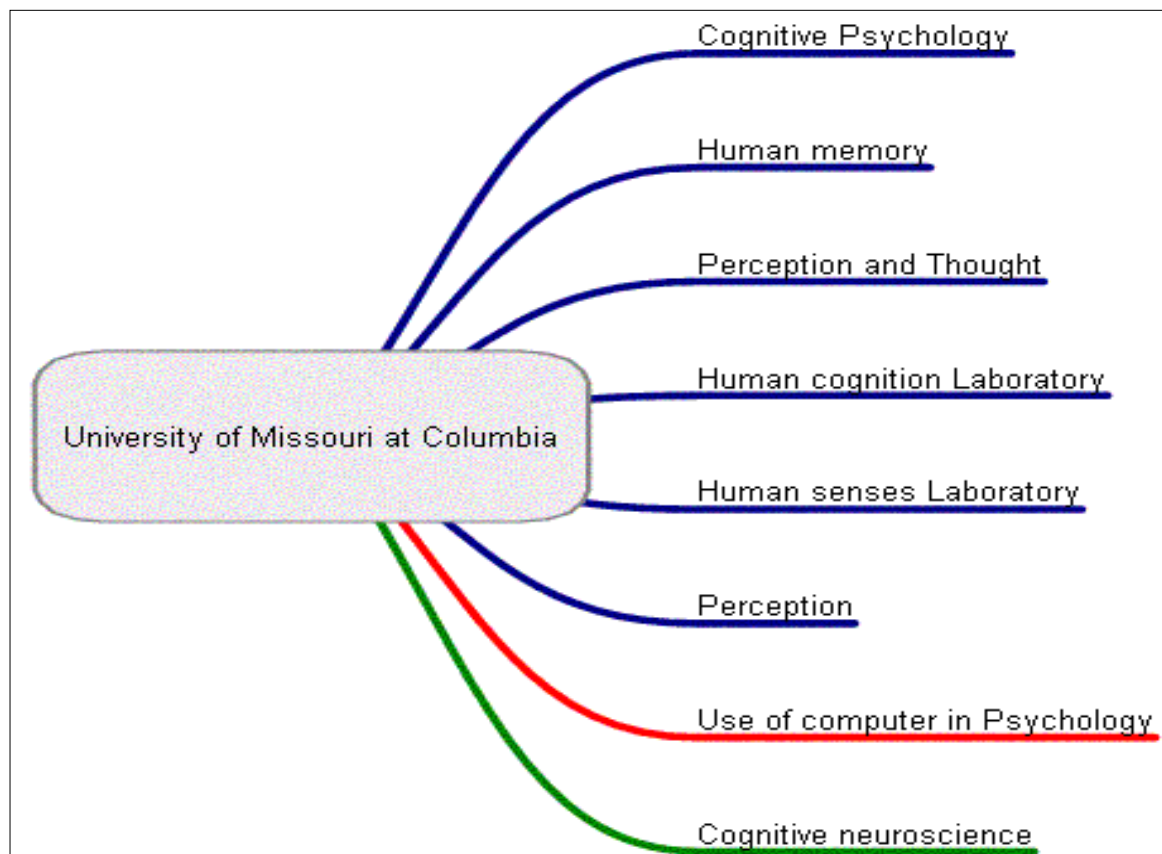 Cognitive Psychology
Human memory
Perception and Thought
Human cognition Laboratory
University of Missouri at Columbia
Human senses Laboratory
Perception
Use of computer in Psychology
Cognitive neuroscience